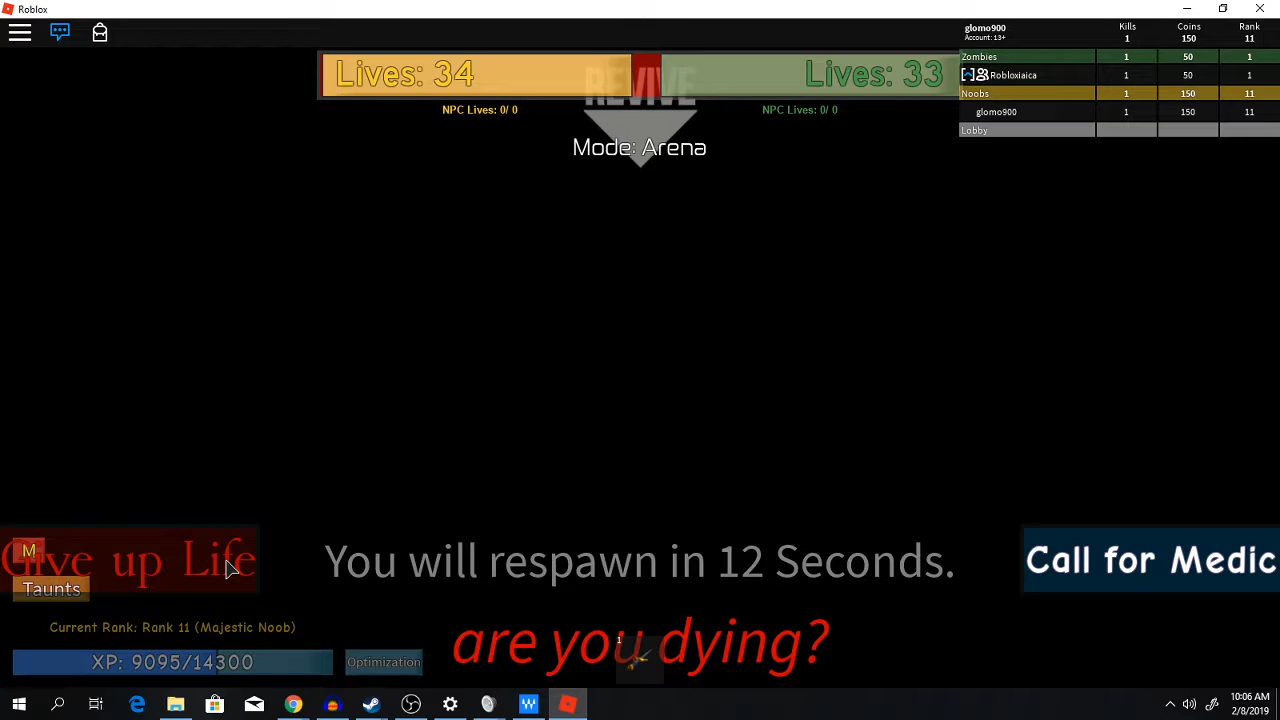 Roblox
glomo900
Account: 13+
Kills
1
Coins
150
Rank
11
Zombies 1 50 1
Robloxiaica 1 50 1
Noobs 1 150 11
glomo900 1 150 11
Lobby
Lives: 34
Lives: 33
REVIVE
NPC Lives: 0/ 0
NPC Lives: 0/ 0
Mode: Arena
Give up Life
M
Taunts
You will respawn in 12 Seconds.
Call for Medic
Current Rank: Rank 11 (Majestic Noob)
are you dying?
1
XP: 9095/14300
Optimization
10:06 AM
2/8/2019